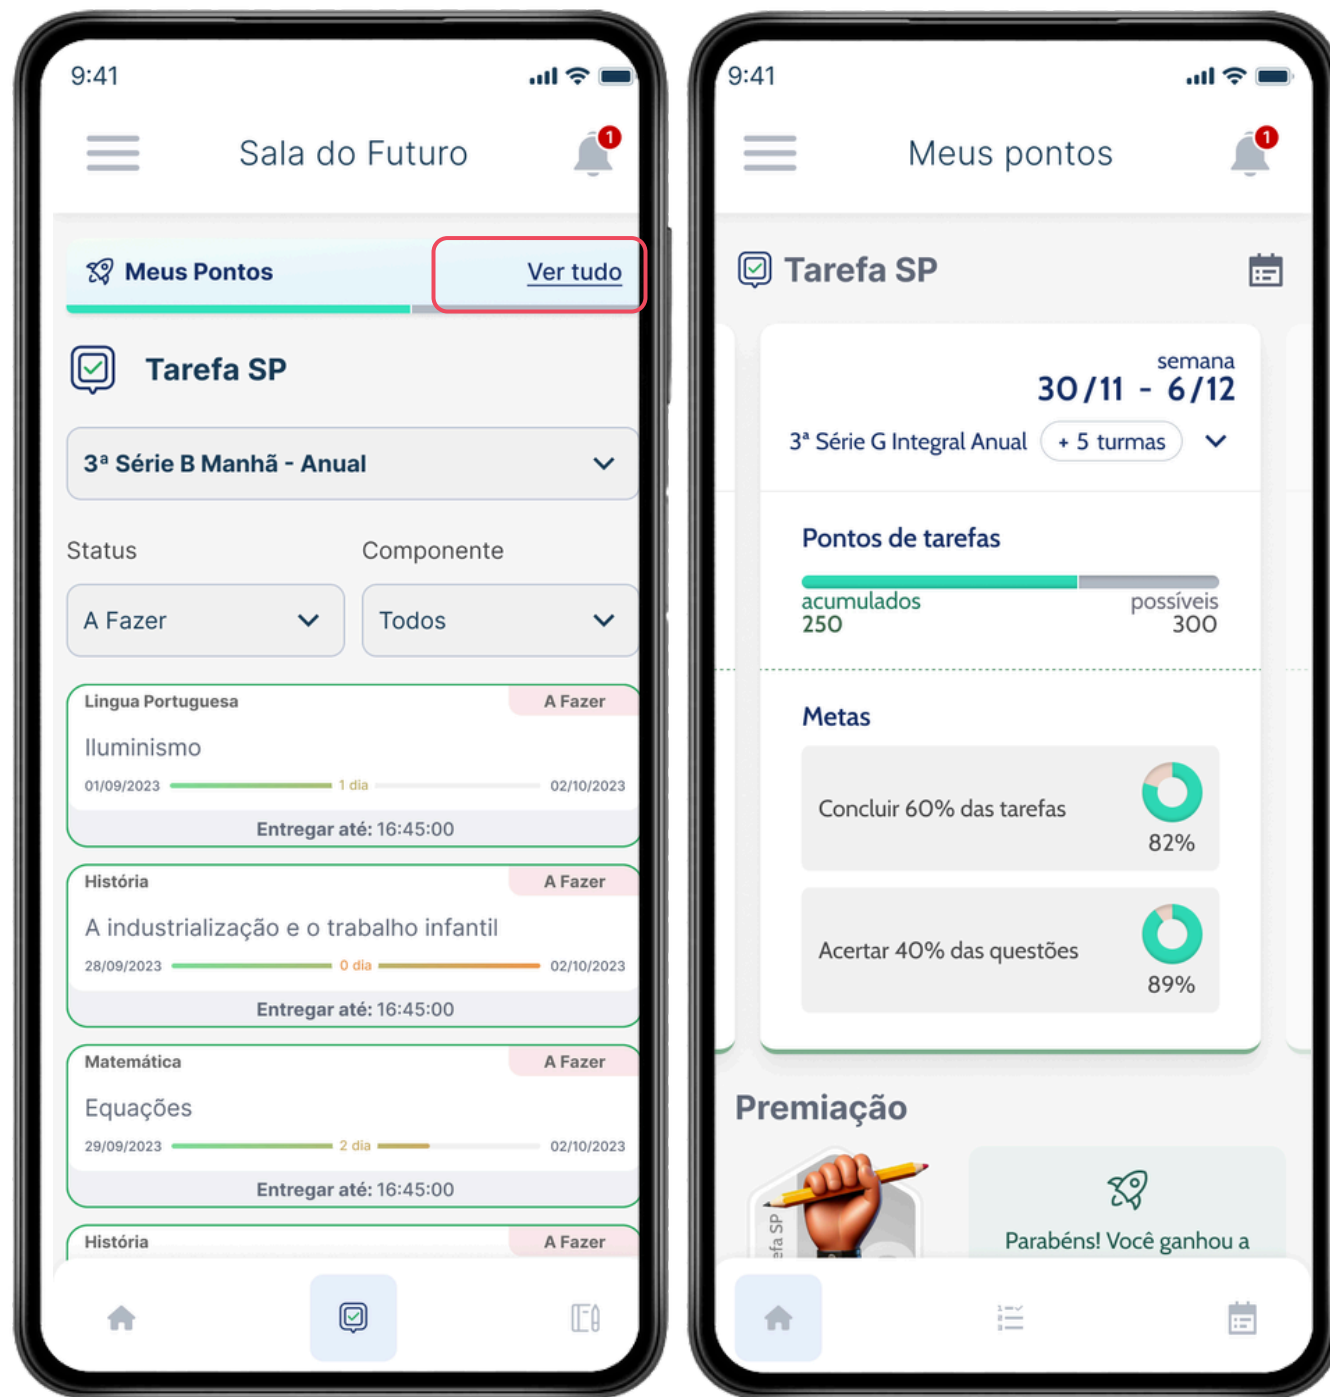 9:41
Sala do Futuro
1
Meus Pontos
Ver tudo
Tarefa SP
3ª Série B Manhã - Anual
Status
Componente
A Fazer
Todos
Lingua Portuguesa
A Fazer
Iluminismo
01/09/2023
1 dia
02/10/2023
Entregar até: 16:45:00
História
A Fazer
A industrialização e o trabalho infantil
28/09/2023
0 dia
02/10/2023
Entregar até: 16:45:00
Matemática
A Fazer
Equações
29/09/2023
2 dia
02/10/2023
Entregar até: 16:45:00
História
A Fazer
9:41
Meus pontos
1
Tarefa SP
semana
30/11 - 6/12
3ª Série G Integral Anual
+ 5 turmas
Pontos de tarefas
acumulados
possíveis
250
300
Metas
Concluir 60% das tarefas
82%
Acertar 40% das questões
89%
Premiação
efa SP
Parabéns! Você ganhou a